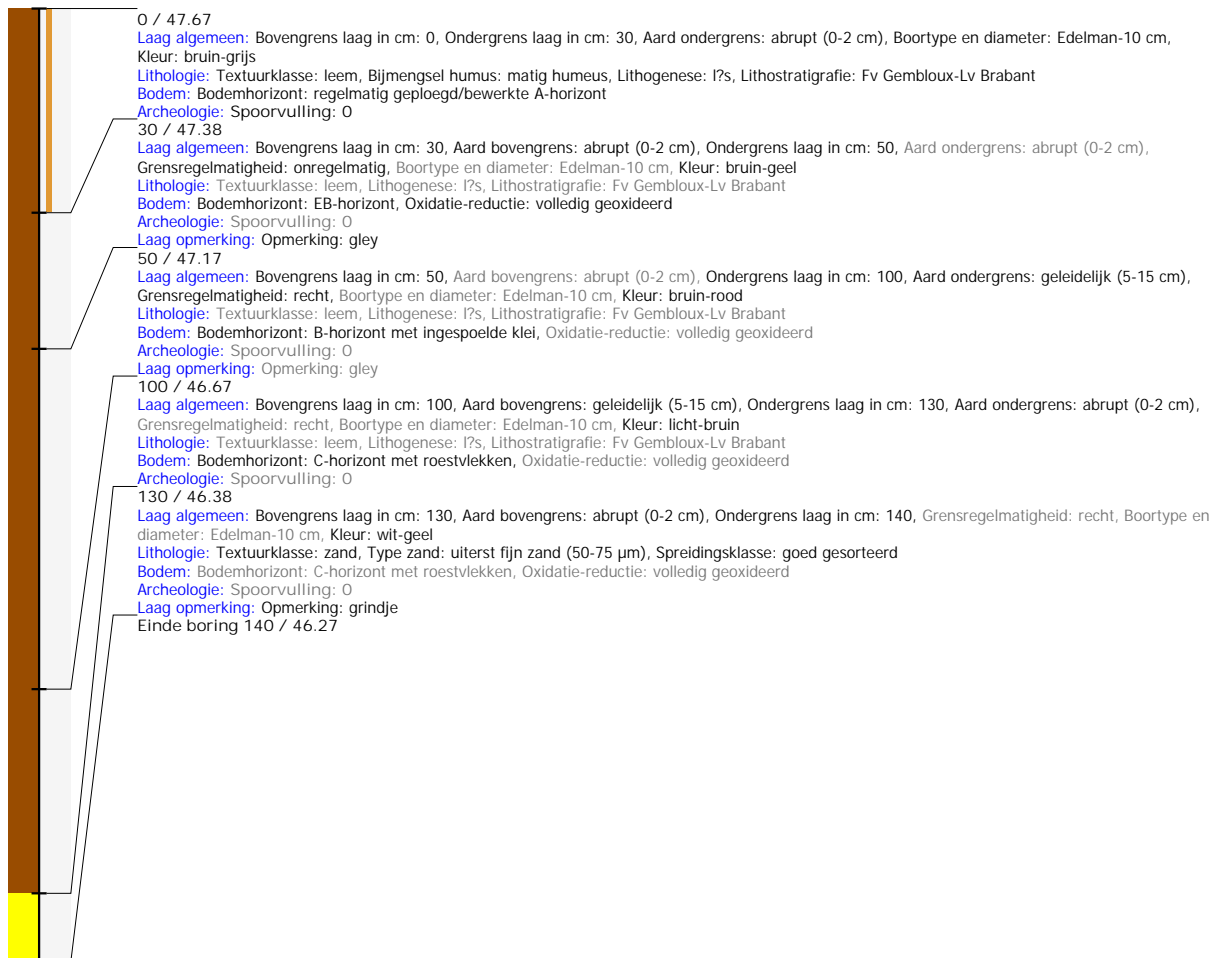 0 / 47.67
Laag algemeen: Bovengrens laag in cm: 0, Ondergrens laag in cm: 30, Aard ondergrens: abrupt (0-2 cm), Boortype en diameter: Edelman-10 cm,
Kleur: bruin-grijs
Lithologie: Textuurklasse: leem, Bijmengsel humus: matig humeus, Lithogenese: l?s, Lithostratigrafie: Fv Gembloux-Lv Brabant
Bodem: Bodemhorizont: regelmatig geploegd/bewerkte A-horizont
Archeologie: Spoorvulling: 0
30 / 47.38
Laag algemeen: Bovengrens laag in cm: 30, Aard bovengrens: abrupt (0-2 cm), Ondergrens laag in cm: 50, Aard ondergrens: abrupt (0-2 cm),
Grensregelmatigheid: onregelmatig, Boortype en diameter: Edelman-10 cm, Kleur: bruin-geel
Lithologie: Textuurklasse: leem, Lithogenese: l?s, Lithostratigrafie: Fv Gembloux-Lv Brabant
Bodem: Bodemhorizont: EB-horizont, Oxidatie-reductie: volledig geoxideerd
Archeologie: Spoorvulling: 0
Laag opmerking: Opmerking: gley
50 / 47.17
Laag algemeen: Bovengrens laag in cm: 50, Aard bovengrens: abrupt (0-2 cm), Ondergrens laag in cm: 100, Aard ondergrens: geleidelijk (5-15 cm),
Grensregelmatigheid: recht, Boortype en diameter: Edelman-10 cm, Kleur: bruin-rood
Lithologie: Textuurklasse: leem, Lithogenese: l?s, Lithostratigrafie: Fv Gembloux-Lv Brabant
Bodem: Bodemhorizont: B-horizont met ingespoelde klei, Oxidatie-reductie: volledig geoxideerd
Archeologie: Spoorvulling: 0
Laag opmerking: Opmerking: gley
100 / 46.67
Laag algemeen: Bovengrens laag in cm: 100, Aard bovengrens: geleidelijk (5-15 cm), Ondergrens laag in cm: 130, Aard ondergrens: abrupt (0-2 cm),
Grensregelmatigheid: recht, Boortype en diameter: Edelman-10 cm, Kleur: licht-bruin
Lithologie: Textuurklasse: leem, Lithogenese: l?s, Lithostratigrafie: Fv Gembloux-Lv Brabant
Bodem: Bodemhorizont: C-horizont met roestvlekken, Oxidatie-reductie: volledig geoxideerd
Archeologie: Spoorvulling: 0
130 / 46.38
Laag algemeen: Bovengrens laag in cm: 130, Aard bovengrens: abrupt (0-2 cm), Ondergrens laag in cm: 140, Grensregelmatigheid: recht, Boortype en
diameter: Edelman-10 cm, Kleur: wit-geel
Lithologie: Textuurklasse: zand, Type zand: uiterst fijn zand (50-75 µm), Spreidingsklasse: goed gesorteerd
Bodem: Bodemhorizont: C-horizont met roestvlekken, Oxidatie-reductie: volledig geoxideerd
Archeologie: Spoorvulling: 0
Laag opmerking: Opmerking: grindje
Einde boring 140 / 46.27